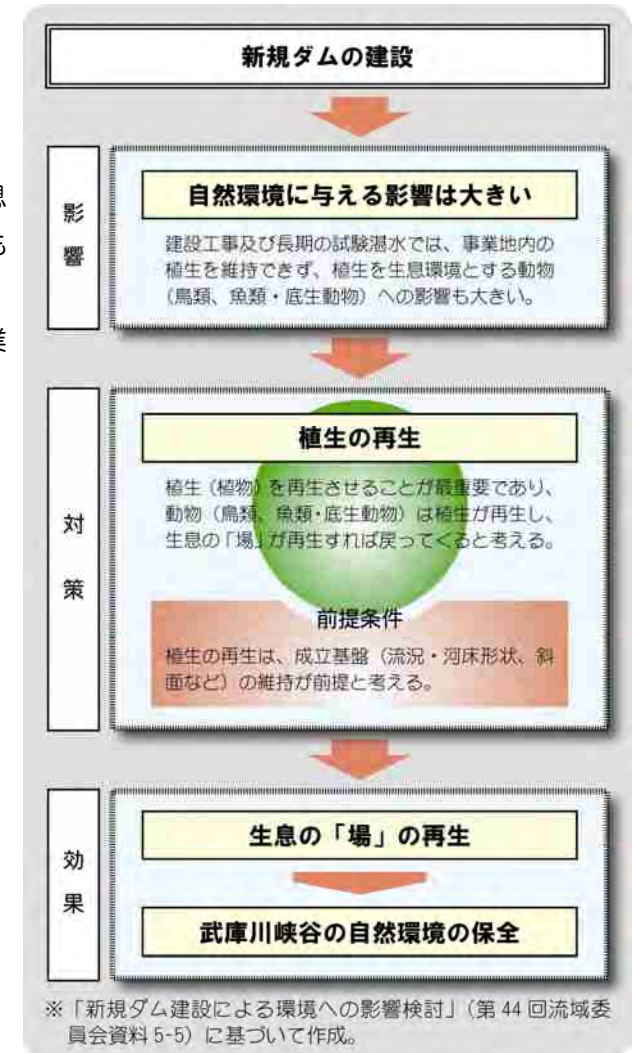 新規ダムの建設
影響
自然環境に与える影響は大きい
建設工事及び長期の試験湛水では、事業地内の
植生を維持できず、植生を生息環境とする動物
（鳥類、魚類・底生動物）への影響も大きい。
対策
植生の再生
植生（植物）を再生させることが最重要であり、
動物（鳥類、魚類・底生動物）は植生が再生し、
生息の「場」が再生すれば戻ってくると考える。
前提条件
植生の再生は、成立基盤（流況・河床形状、斜
面など）の維持が前提と考える。
効果
生息の「場」の再生
武庫川峡谷の自然環境の保全
※「新規ダム建設による環境への影響検討」（第 44 回流域委
員会資料 5-5）に基づいて作成。